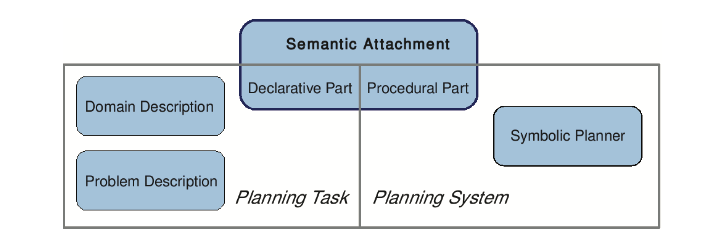 Semantic Attachment
Declarative Part
Procedural Part
Domain Description
Symbolic Planner
Problem Description
Planning Task
Planning System